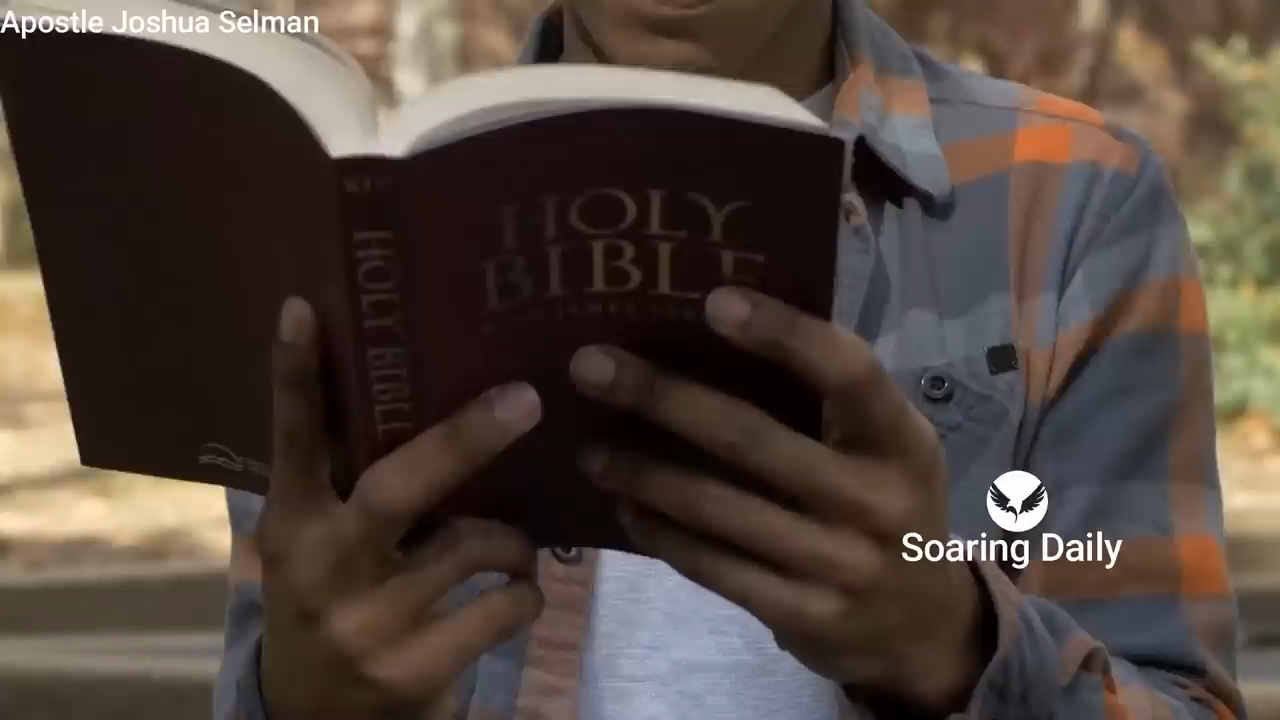 Apostle Joshua Selman
HOLY
BIBLE
HOLY BIBLE
Soaring Daily